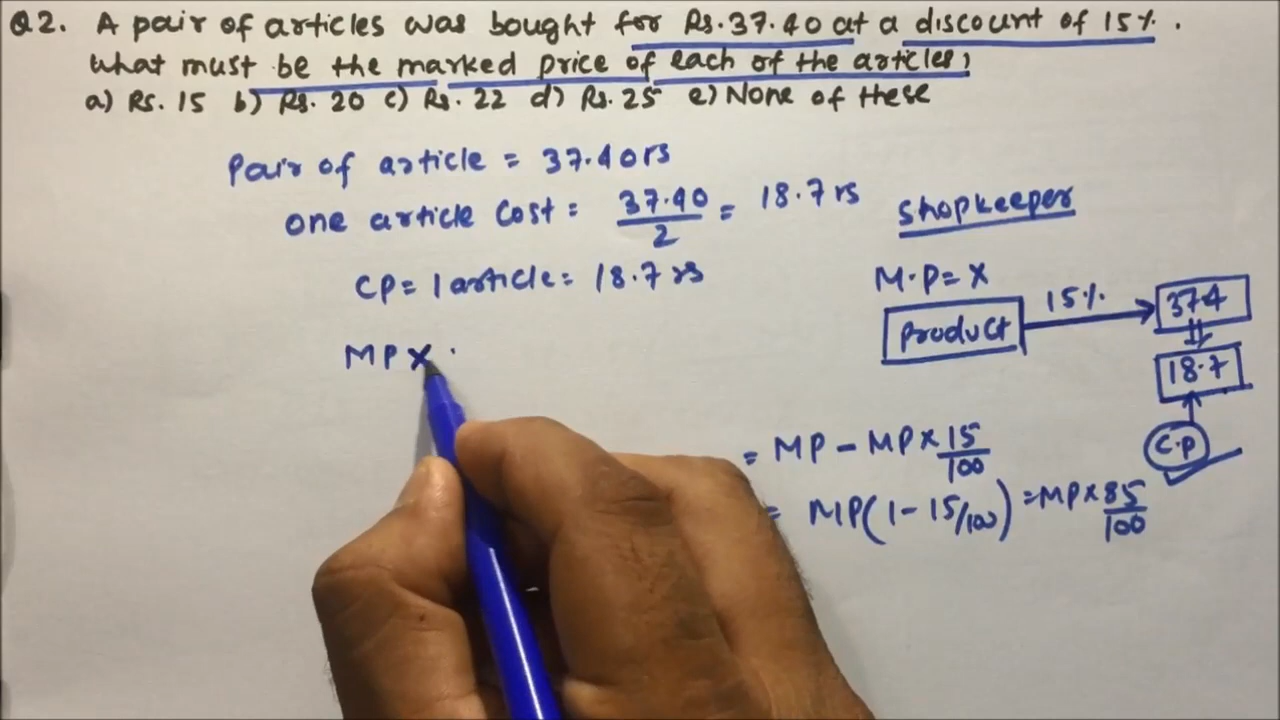 Q2. A pair of articles was bought for Rs.37.40 at a discount of 15%.
What must be the marked price of each of the articles?
a) Rs. 15 b) Rs. 20 c) Rs. 22 d) Rs. 25 e) None of these
Pair of article = 37.40rs
one article cost = 37.40/2 = 18.7 rs
CP = 1 article = 18.7 rs
MP x
Shopkeeper
M.P = x
Product 15% 37.4
18.7
C.P
= MP - MP x 15/100
= MP(1 - 15/100) = MP x 85/100